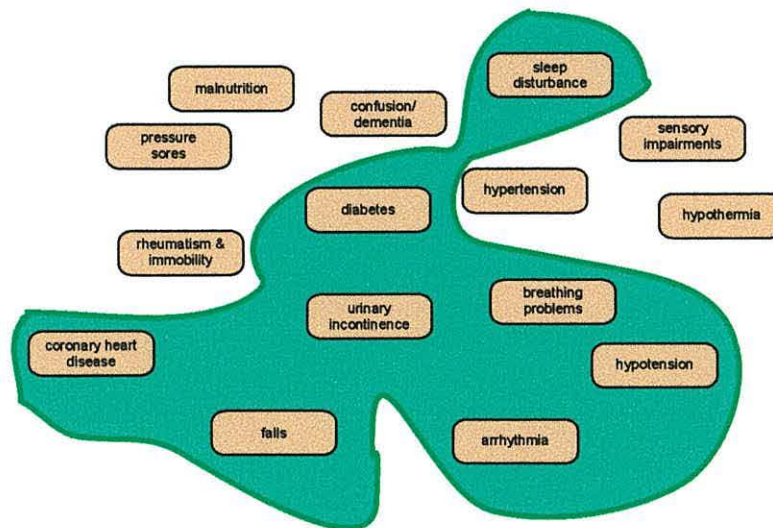 sleep
disturbance
malnutrition
confusion/
dementia
pressure
sores
sensory
impairments
hypertension
diabetes
hypothermia
rheumatism &
immobility
breathing
problems
urinary
incontinence
coronary heart
disease
hypotension
falls
arrhythmia